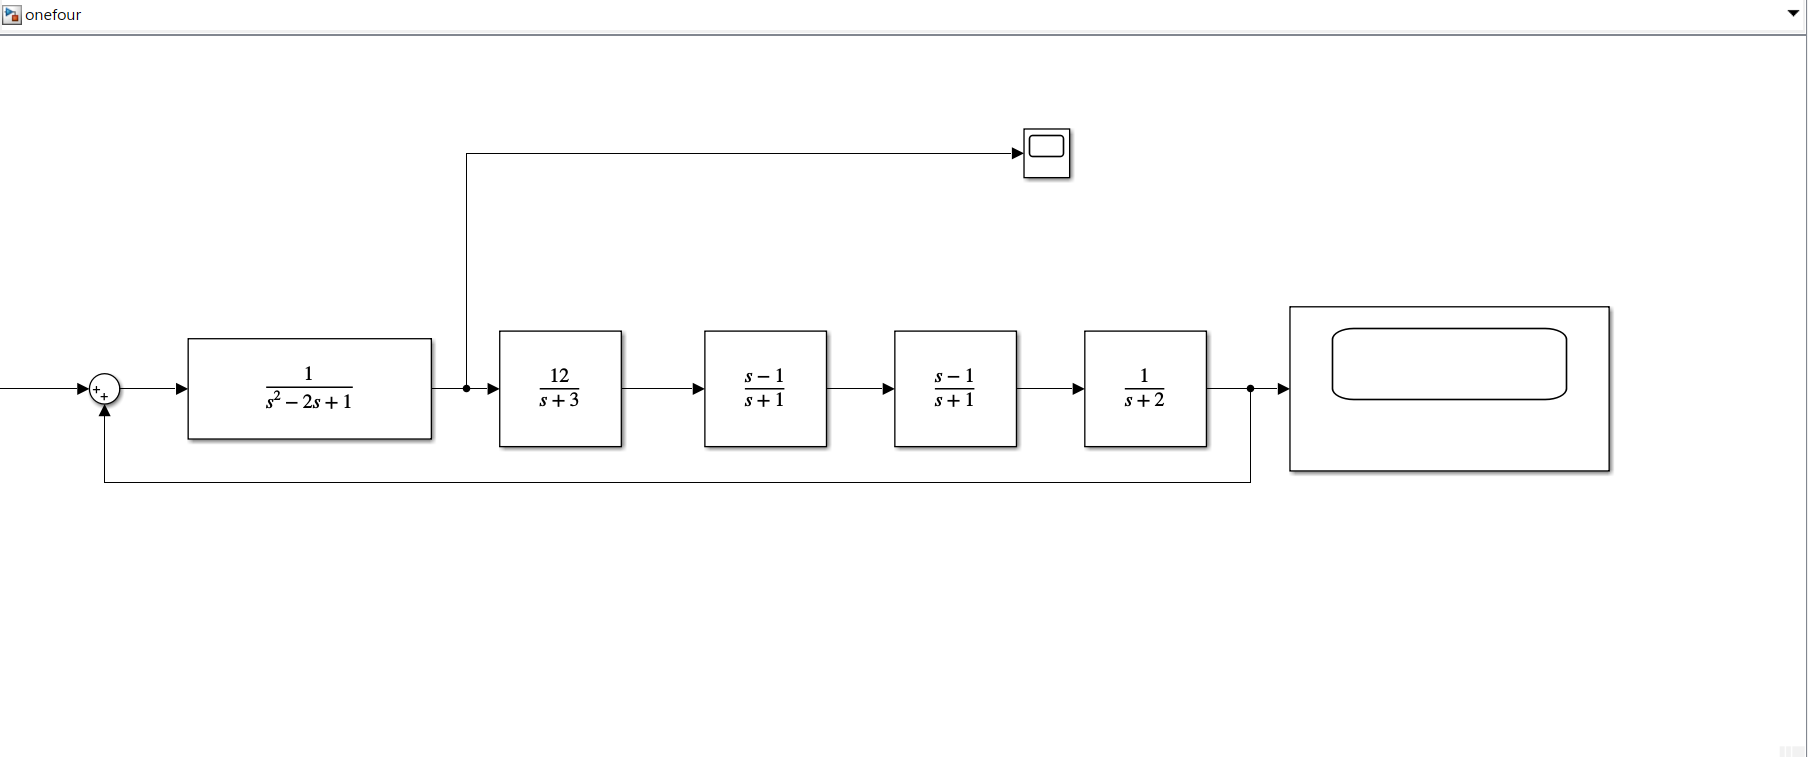 onefour
+
+
1
s² − 2s + 1
12
s + 3
s − 1
s + 1
s − 1
s + 1
1
s + 2